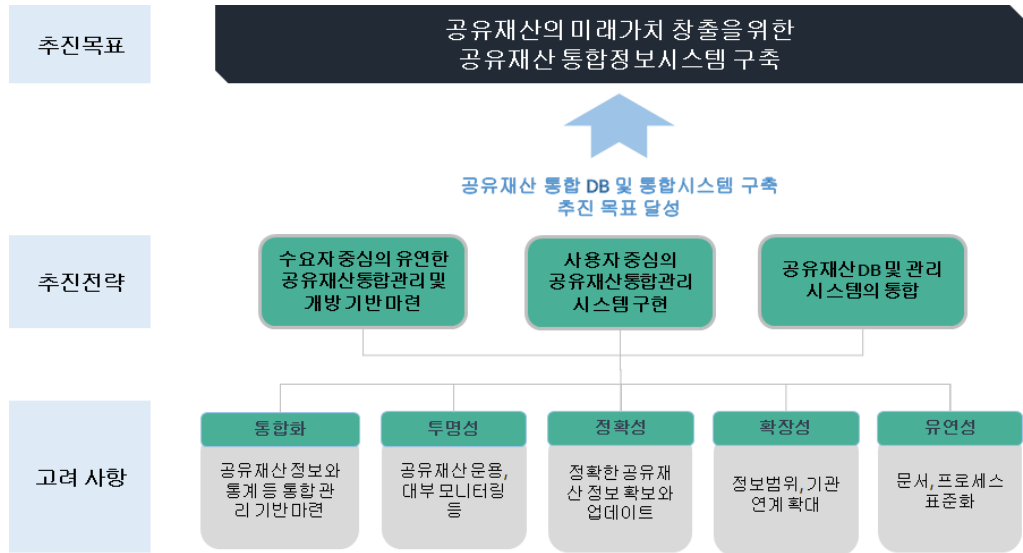 추진목표
공유재산의 미래가치 창출을 위한
공유재산 통합정보시스템 구축
공유재산 통합 DB 및 통합시스템 구축
추진 목표 달성
추진전략
수요자 중심의 유연한
공유재산통합관리 및
개방 기반 마련
사용자 중심의
공유재산통합관리
시스템 구현
공유재산 DB 및 관리
시스템의 통합
고려 사항
통합화
공유재산 정보와
통계 등 통합 관
리 기반 마련
투명성
공유재산 운용,
대부 모니터링
등
정확성
정확한 공유재
산 정보 확보와
업데이트
확장성
정보범위, 기관
연계 확대
유연성
문서, 프로세스
표준화